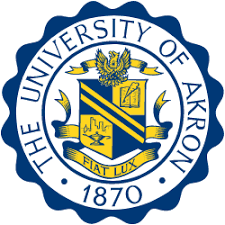 THE UNIVERSITY OF AKRON
FIAT LUX
1870